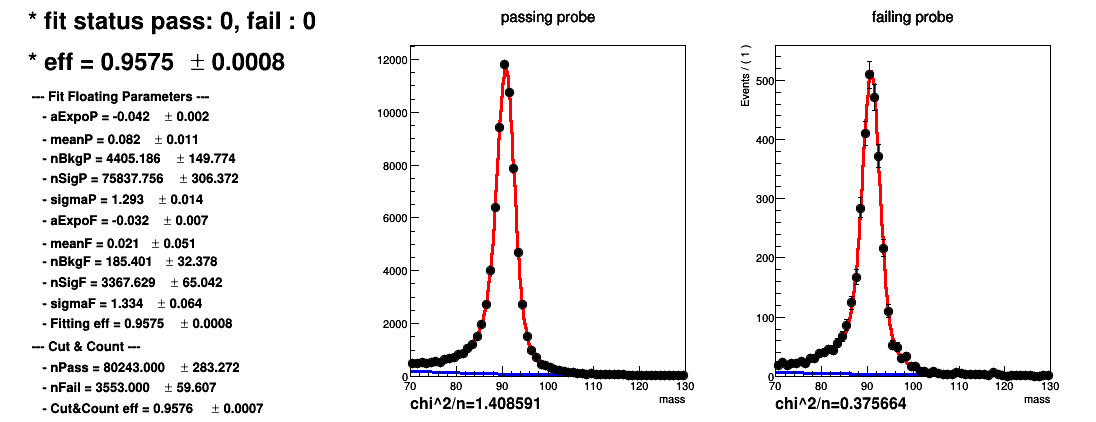 * fit status pass: 0, fail : 0
* eff = 0.9575 ± 0.0008
--- Fit Floating Parameters ---
- aExpoP = -0.042 ± 0.002
- meanP = 0.082 ± 0.011
- nBkgP = 4405.186 ± 149.774
- nSigP = 75837.756 ± 306.372
- sigmaP = 1.293 ± 0.014
- aExpoF = -0.032 ± 0.007
- meanF = 0.021 ± 0.051
- nBkgF = 185.401 ± 32.378
- nSigF = 3367.629 ± 65.042
- sigmaF = 1.334 ± 0.064
- Fitting eff = 0.9575 ± 0.0008
--- Cut & Count ---
- nPass = 80243.000 ± 283.272
- nFail = 3553.000 ± 59.607
- Cut&Count eff = 0.9576 ± 0.0007
passing probe
12000
10000
8000
6000
4000
2000
0
70 80 90 100 110 120 130
mass
chi^2/n=1.408591
failing probe
Events / ( 1 )
500
400
300
200
100
0
70 80 90 100 110 120 130
mass
chi^2/n=0.375664